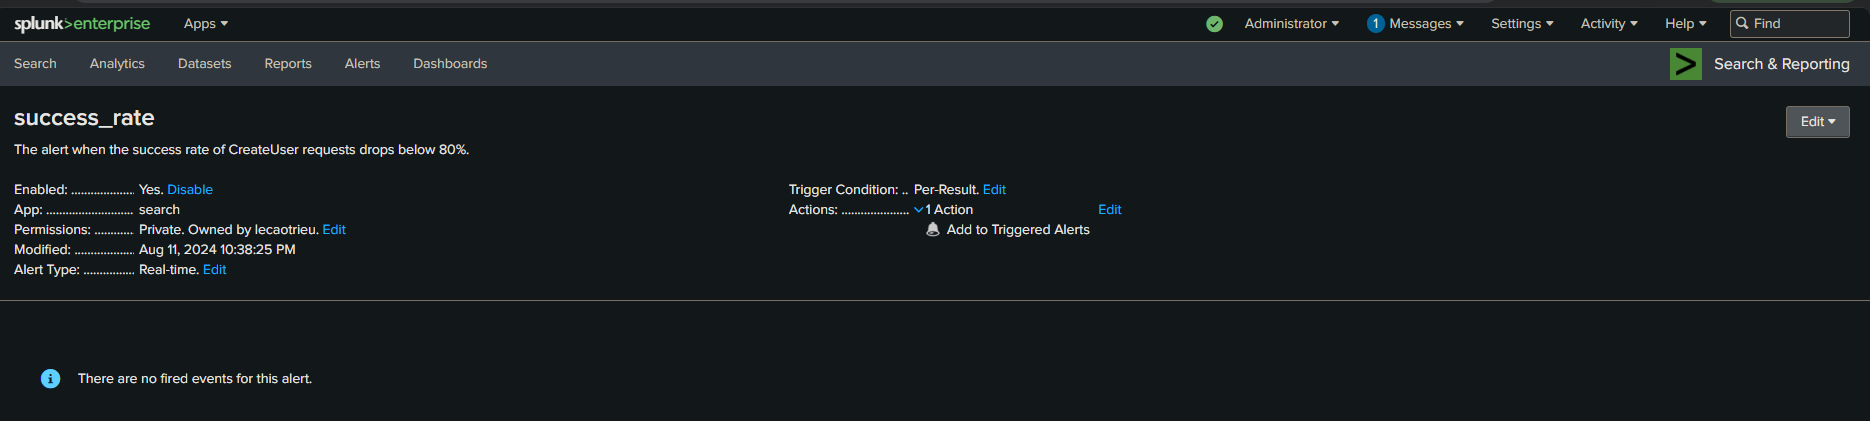 splunk>enterprise Apps Administrator 1 Messages Settings Activity Help Find
Search Analytics Datasets Reports Alerts Dashboards > Search & Reporting
success_rate Edit
The alert when the success rate of CreateUser requests drops below 80%.
Enabled: .................... Yes. Disable Trigger Condition: .. Per-Result. Edit
App: ........................... search Actions: ..................... 1 Action Edit
Permissions: ............ Private. Owned by lecaotrieu. Edit Add to Triggered Alerts
Modified: ................... Aug 11, 2024 10:38:25 PM
Alert Type: ................ Real-time. Edit
i There are no fired events for this alert.